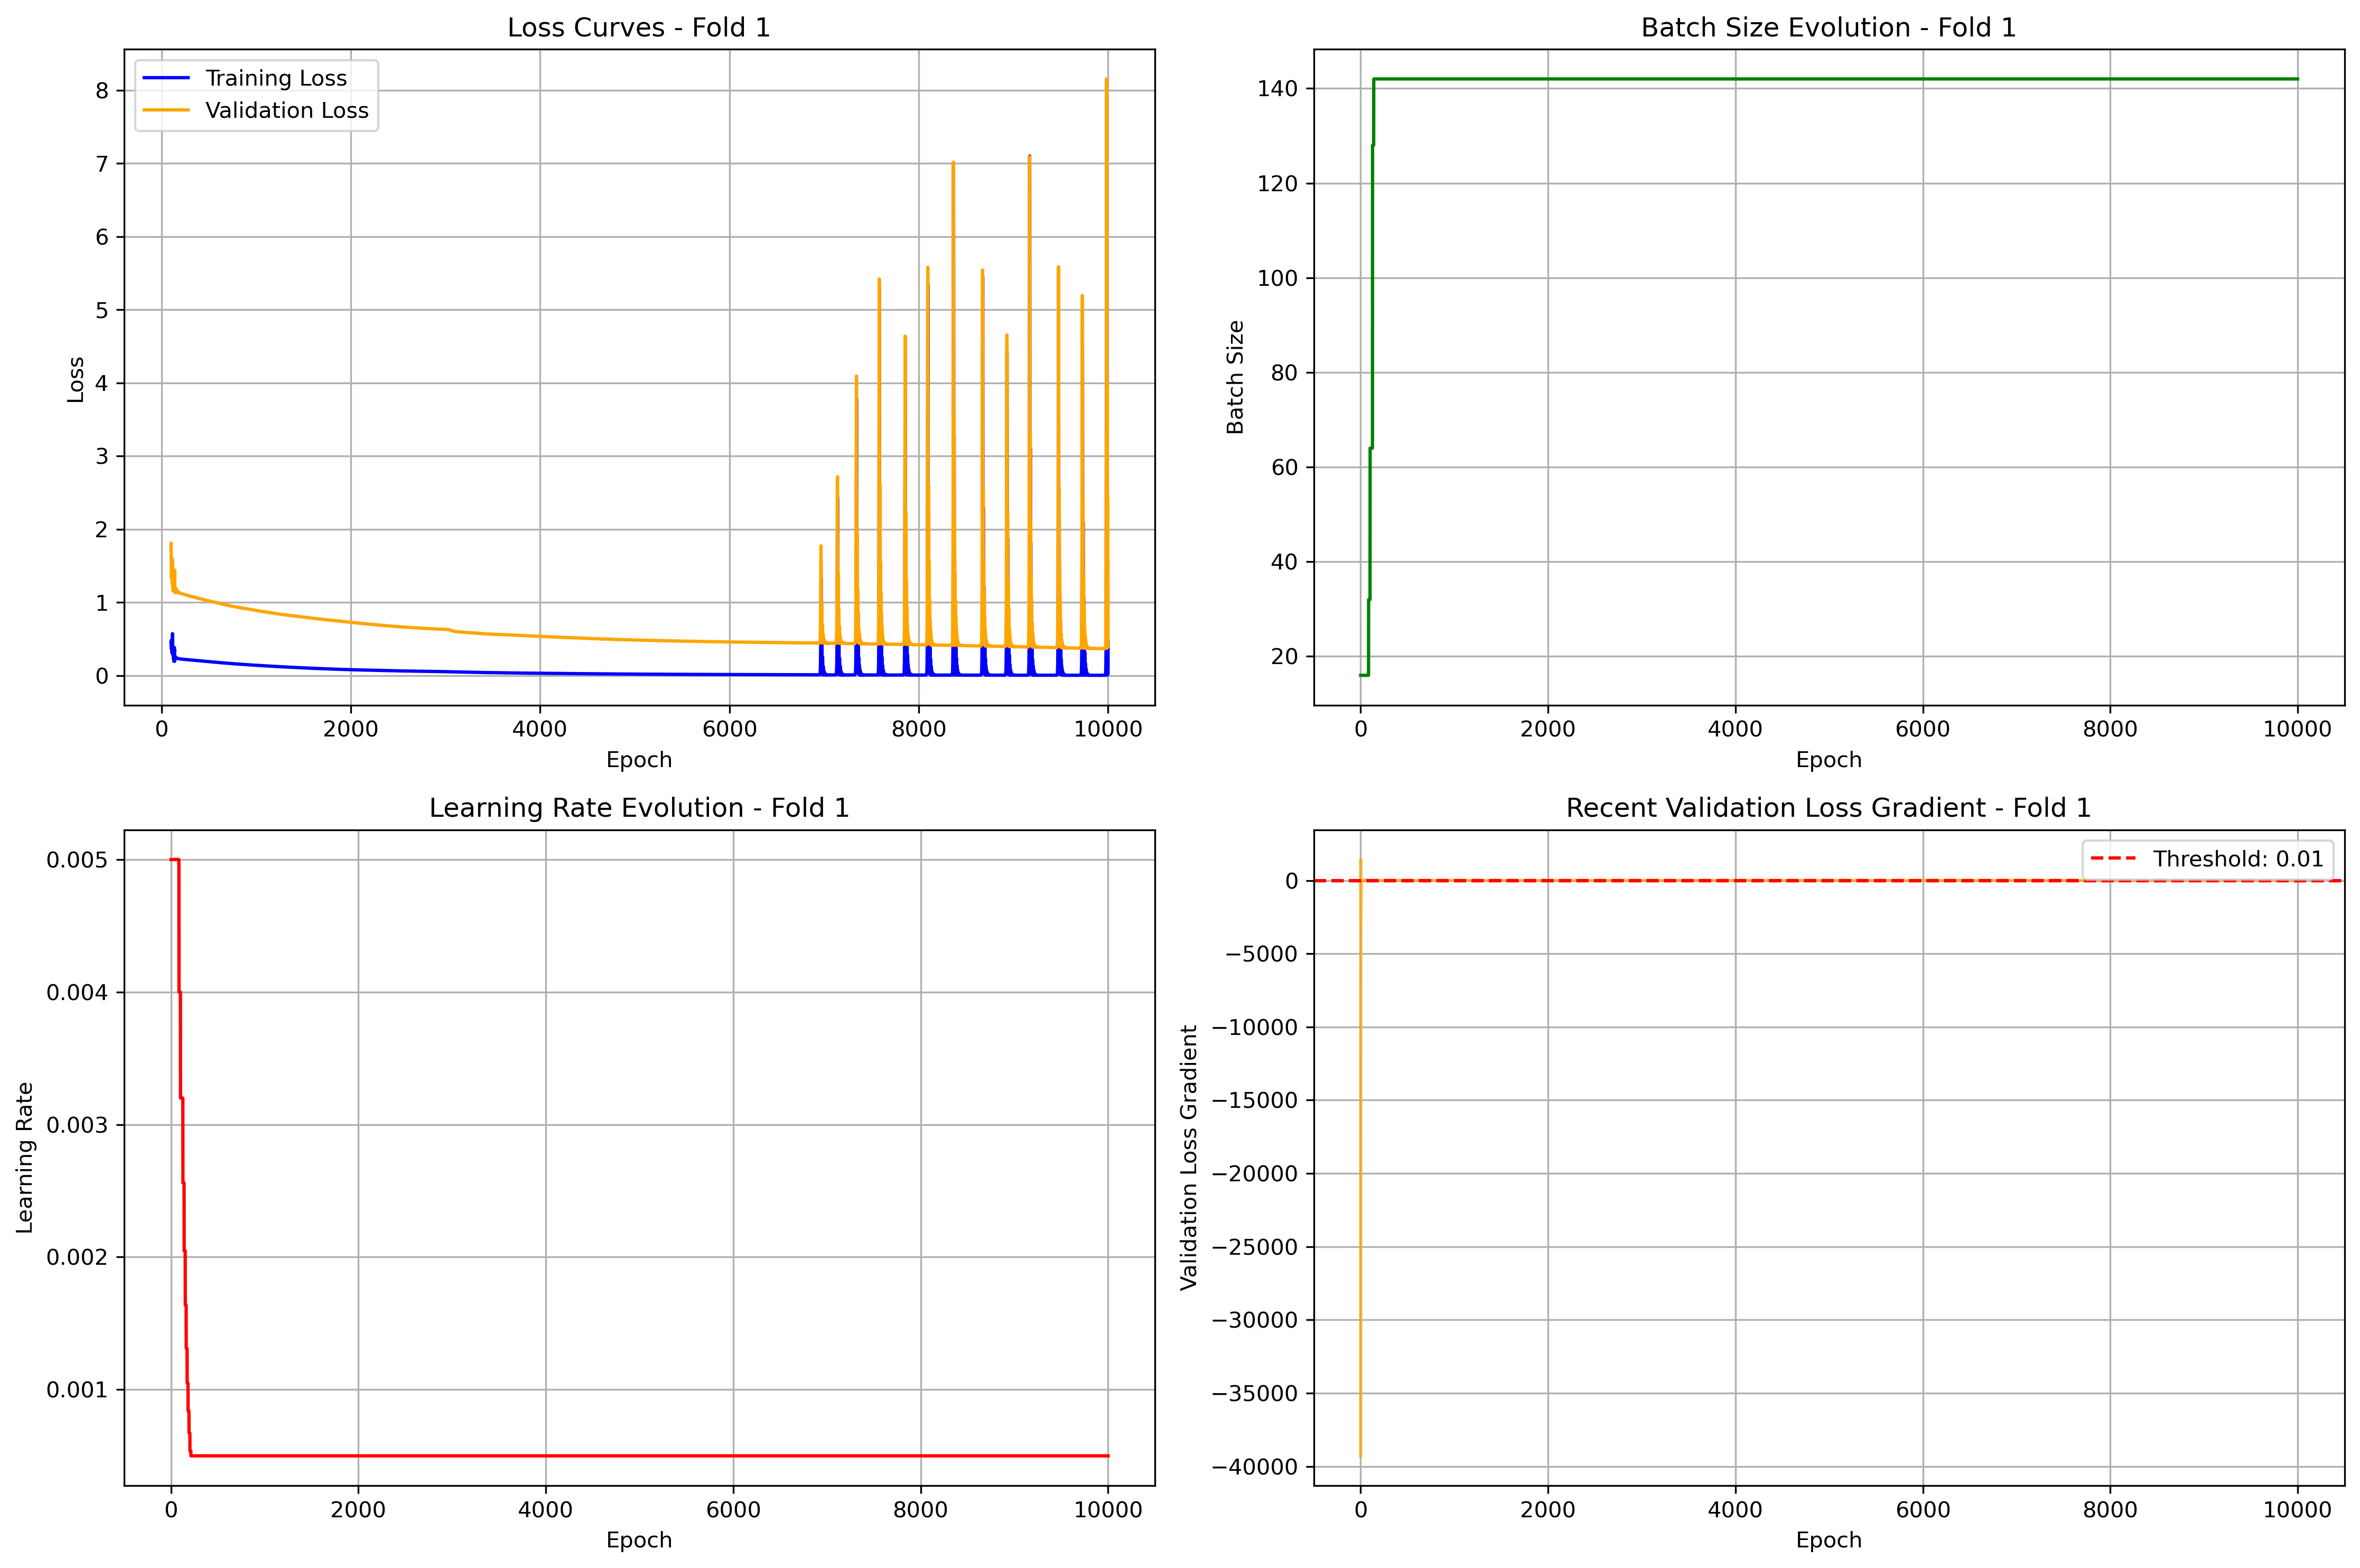 Loss Curves - Fold 1
Training Loss
Validation Loss
8
7
6
5
4
3
2
1
0
Loss
0 2000 4000 6000 8000 10000
Epoch
Batch Size Evolution - Fold 1
140
120
100
80
60
40
20
Batch Size
0 2000 4000 6000 8000 10000
Epoch
Learning Rate Evolution - Fold 1
0.005
0.004
0.003
0.002
0.001
Learning Rate
0 2000 4000 6000 8000 10000
Epoch
Recent Validation Loss Gradient - Fold 1
Threshold: 0.01
0
−5000
−10000
−15000
−20000
−25000
−30000
−35000
−40000
Validation Loss Gradient
0 2000 4000 6000 8000 10000
Epoch